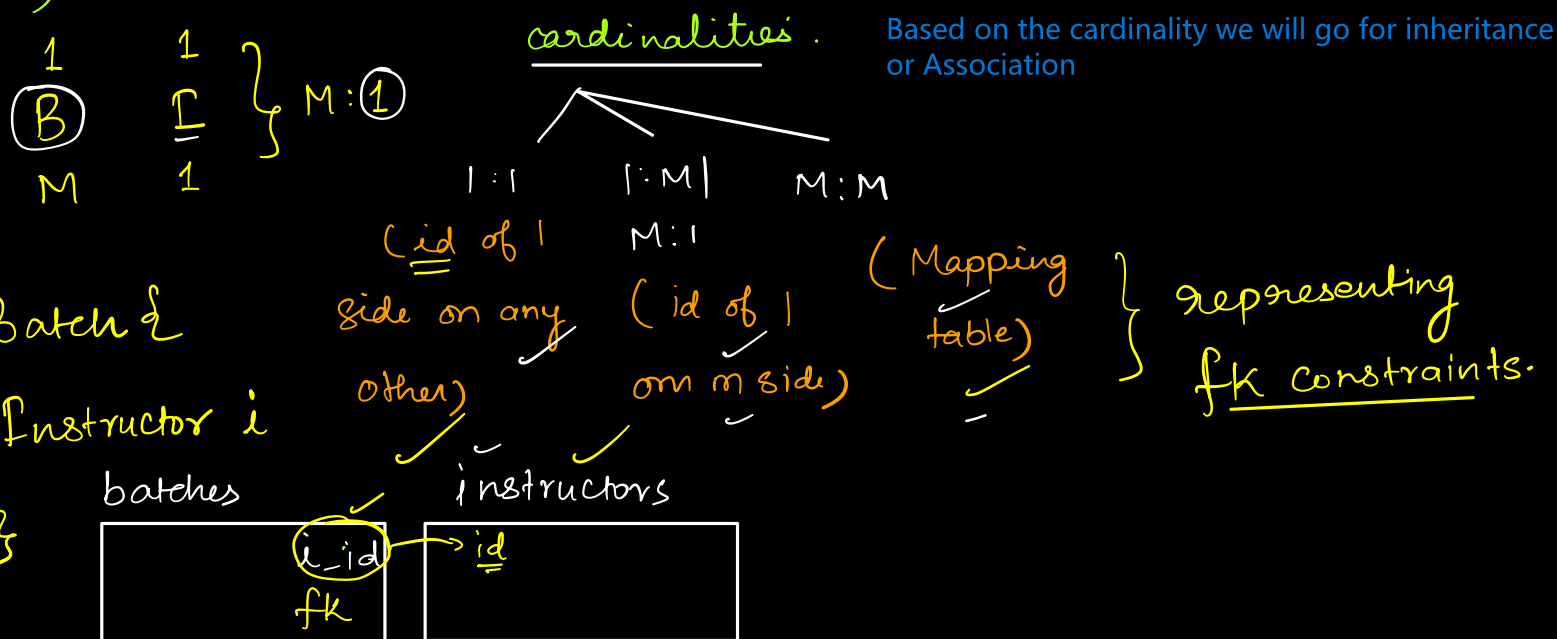 1 1
B I } M : 1
M 1
cardinalities .
Based on the cardinality we will go for inheritance
or Association
1 : 1 1 : M | M : M
M : 1
(id of 1
side on any
other)
( id of 1
on m side)
( Mapping
table)
} representing
fk constraints.
Batch {
Instructor i
}
batches instructors
i_id id
fk